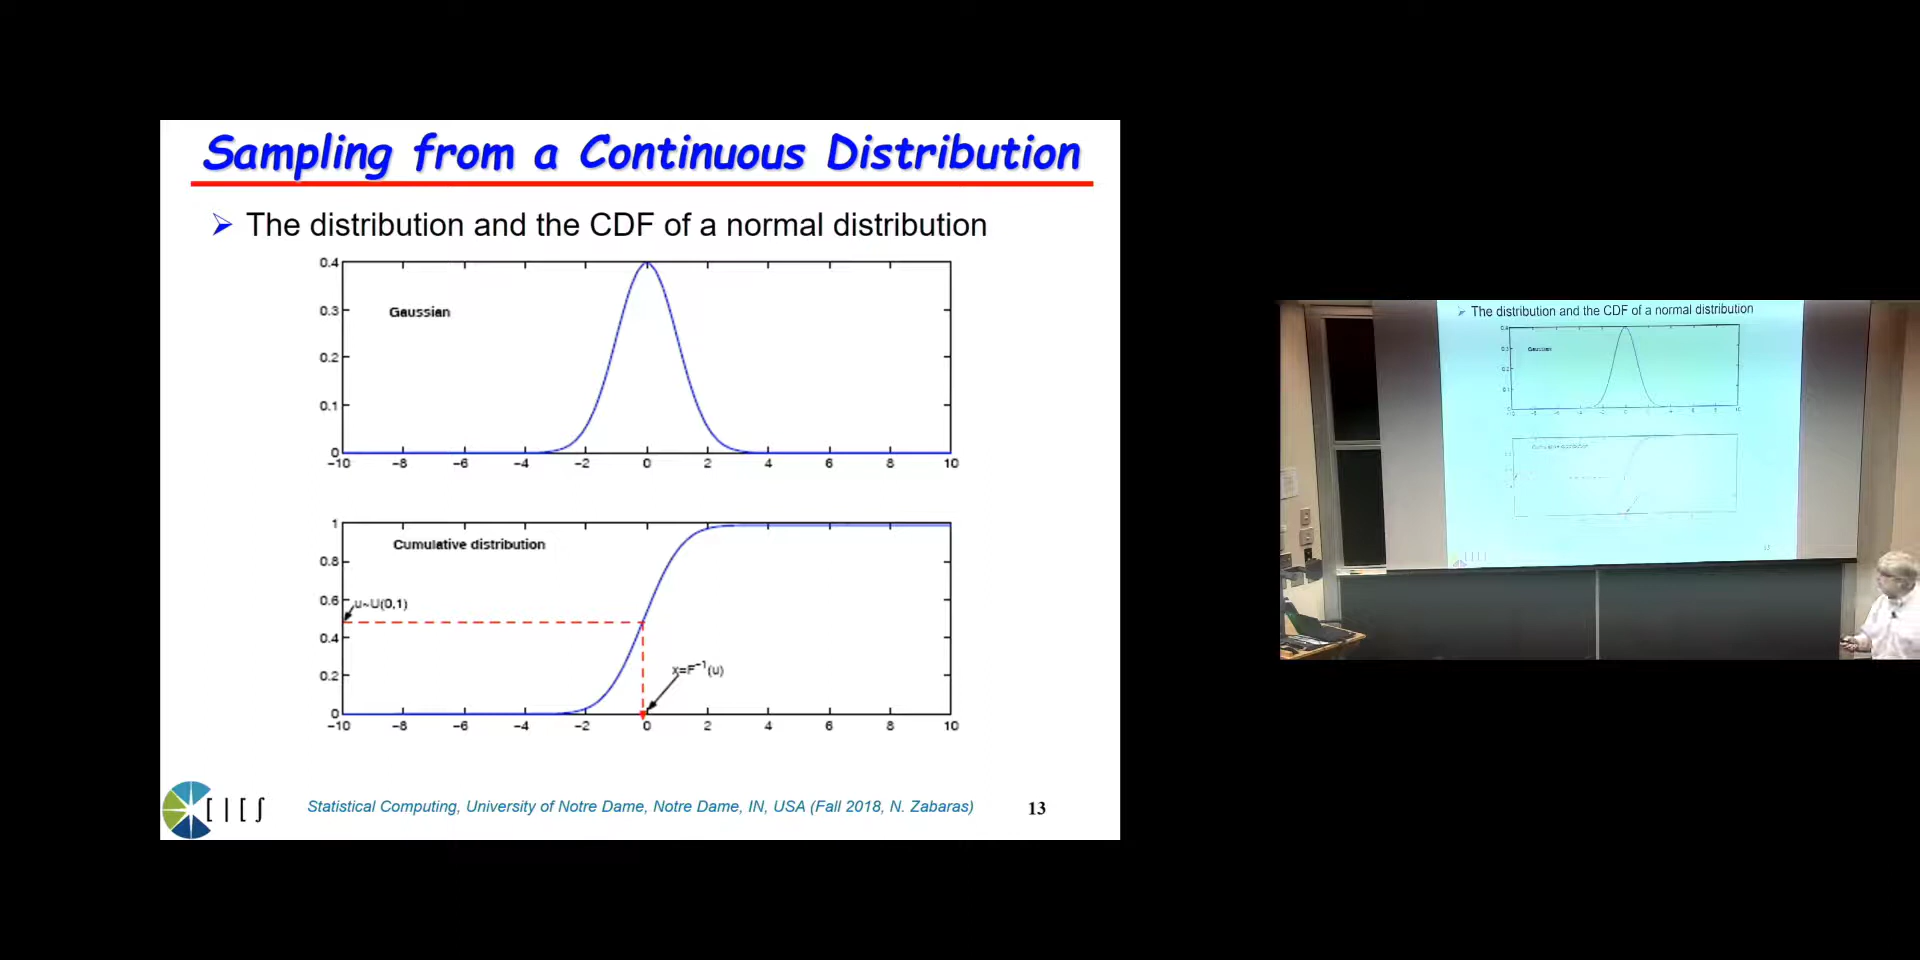 Sampling from a Continuous Distribution
➢ The distribution and the CDF of a normal distribution
0.4
0.3
0.2
0.1
0
Gaussian
−10 −8 −6 −4 −2 0 2 4 6 8 10
1
0.8
0.6
0.4
0.2
0
Cumulative distribution
u~U(0,1)
x=F⁻¹(u)
−10 −8 −6 −4 −2 0 2 4 6 8 10
Statistical Computing, University of Notre Dame, Notre Dame, IN, USA (Fall 2018, N. Zabaras)
13
The distribution and the CDF of a normal distribution
Gaussian
Cumulative distribution